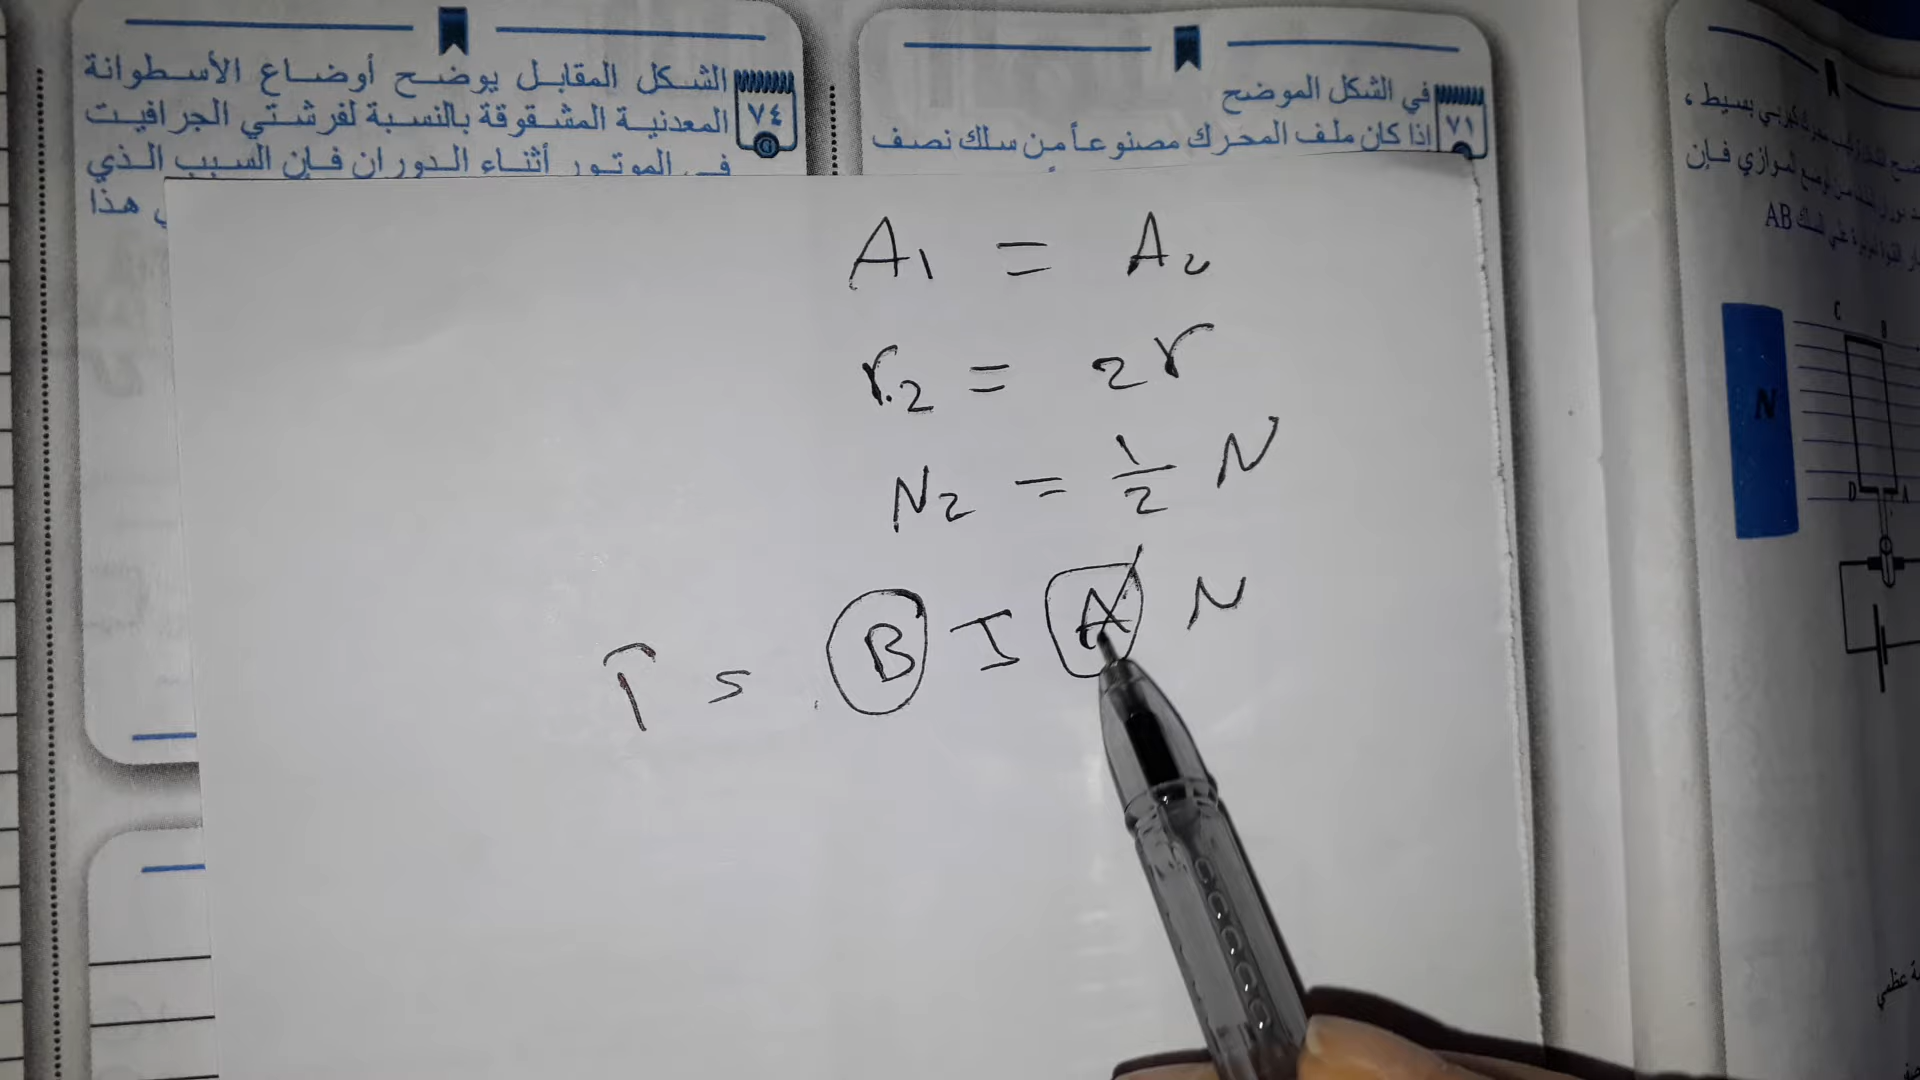 في الشكل الموضح
٧١
إذا كان ملف المحرك مصنوعاً من سلك نصف
الشكل المقابل يوضح أوضاع الأسطوانة
٧٤
المعدنية المشقوقة بالنسبة لفرشتي الجرافيت
في الموتور أثناء الدوران فإن السبب الذي
هذا
A₁ = A₂
r₂ = 2r
N₂ = 1/2 N
τ = B I A N
AB
N
C
B
D
A
عظمي